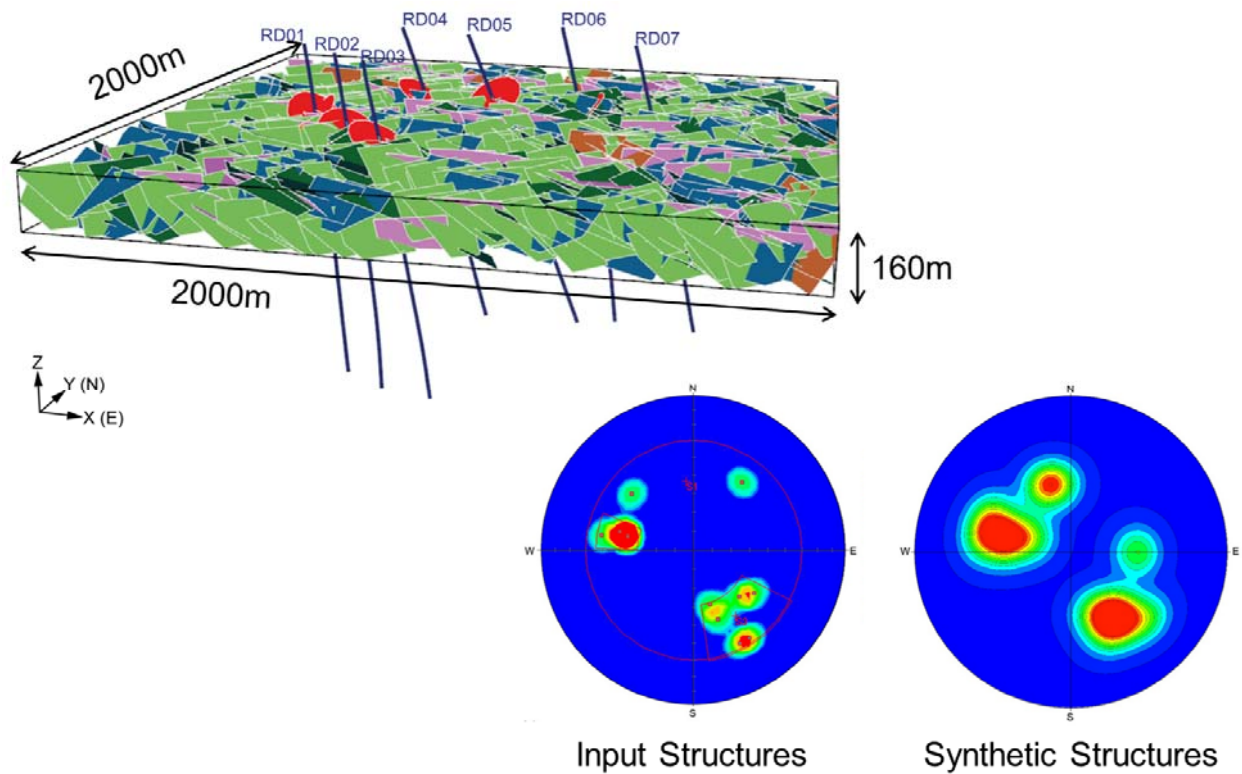 RD04
RD06
RD05
RD01
RD02
RD07
RD03
2000m
160m
2000m
Z
Y (N)
X (E)
N
N
W
E
W
E
S
S
Input Structures
Synthetic Structures